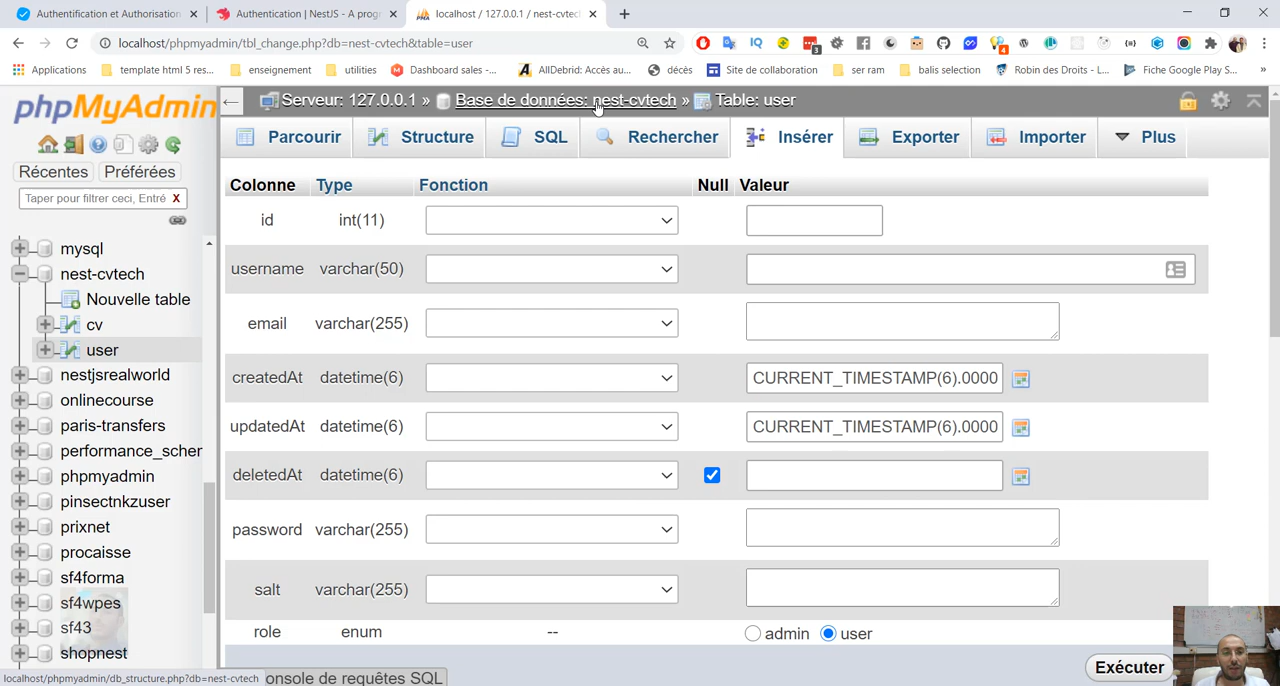 Authentification et Authorisation
Authentication | NestJS - A prog
localhost / 127.0.0.1 / nest-cvtech
localhost/phpmyadmin/tbl_change.php?db=nest-cvtech&table=user
Applications
template html 5 res...
enseignement
utilities
Dashboard sales -...
AllDebrid: Accès au...
décès
Site de collaboration
ser ram
balis selection
Robin des Droits - L...
Fiche Google Play S...
phpMyAdmin
Récentes
Préférées
Taper pour filtrer ceci, Entré X
mysql
nest-cvtech
Nouvelle table
cv
user
nestjsrealworld
onlinecourse
paris-transfers
performance_scher
phpmyadmin
pinsectnkzuser
prixnet
procaisse
sf4forma
sf4wpes
sf43
shopnest
Serveur: 127.0.0.1 » Base de données: nest-cvtech » Table: user
Parcourir
Structure
SQL
Rechercher
Insérer
Exporter
Importer
Plus
Colonne Type Fonction Null Valeur
id int(11)
username varchar(50)
email varchar(255)
createdAt datetime(6) CURRENT_TIMESTAMP(6).0000
updatedAt datetime(6) CURRENT_TIMESTAMP(6).0000
deletedAt datetime(6)
password varchar(255)
salt varchar(255)
role enum -- admin user
Exécuter
localhost/phpmyadmin/db_structure.php?db=nest-cvtech
onsole de requêtes SQL